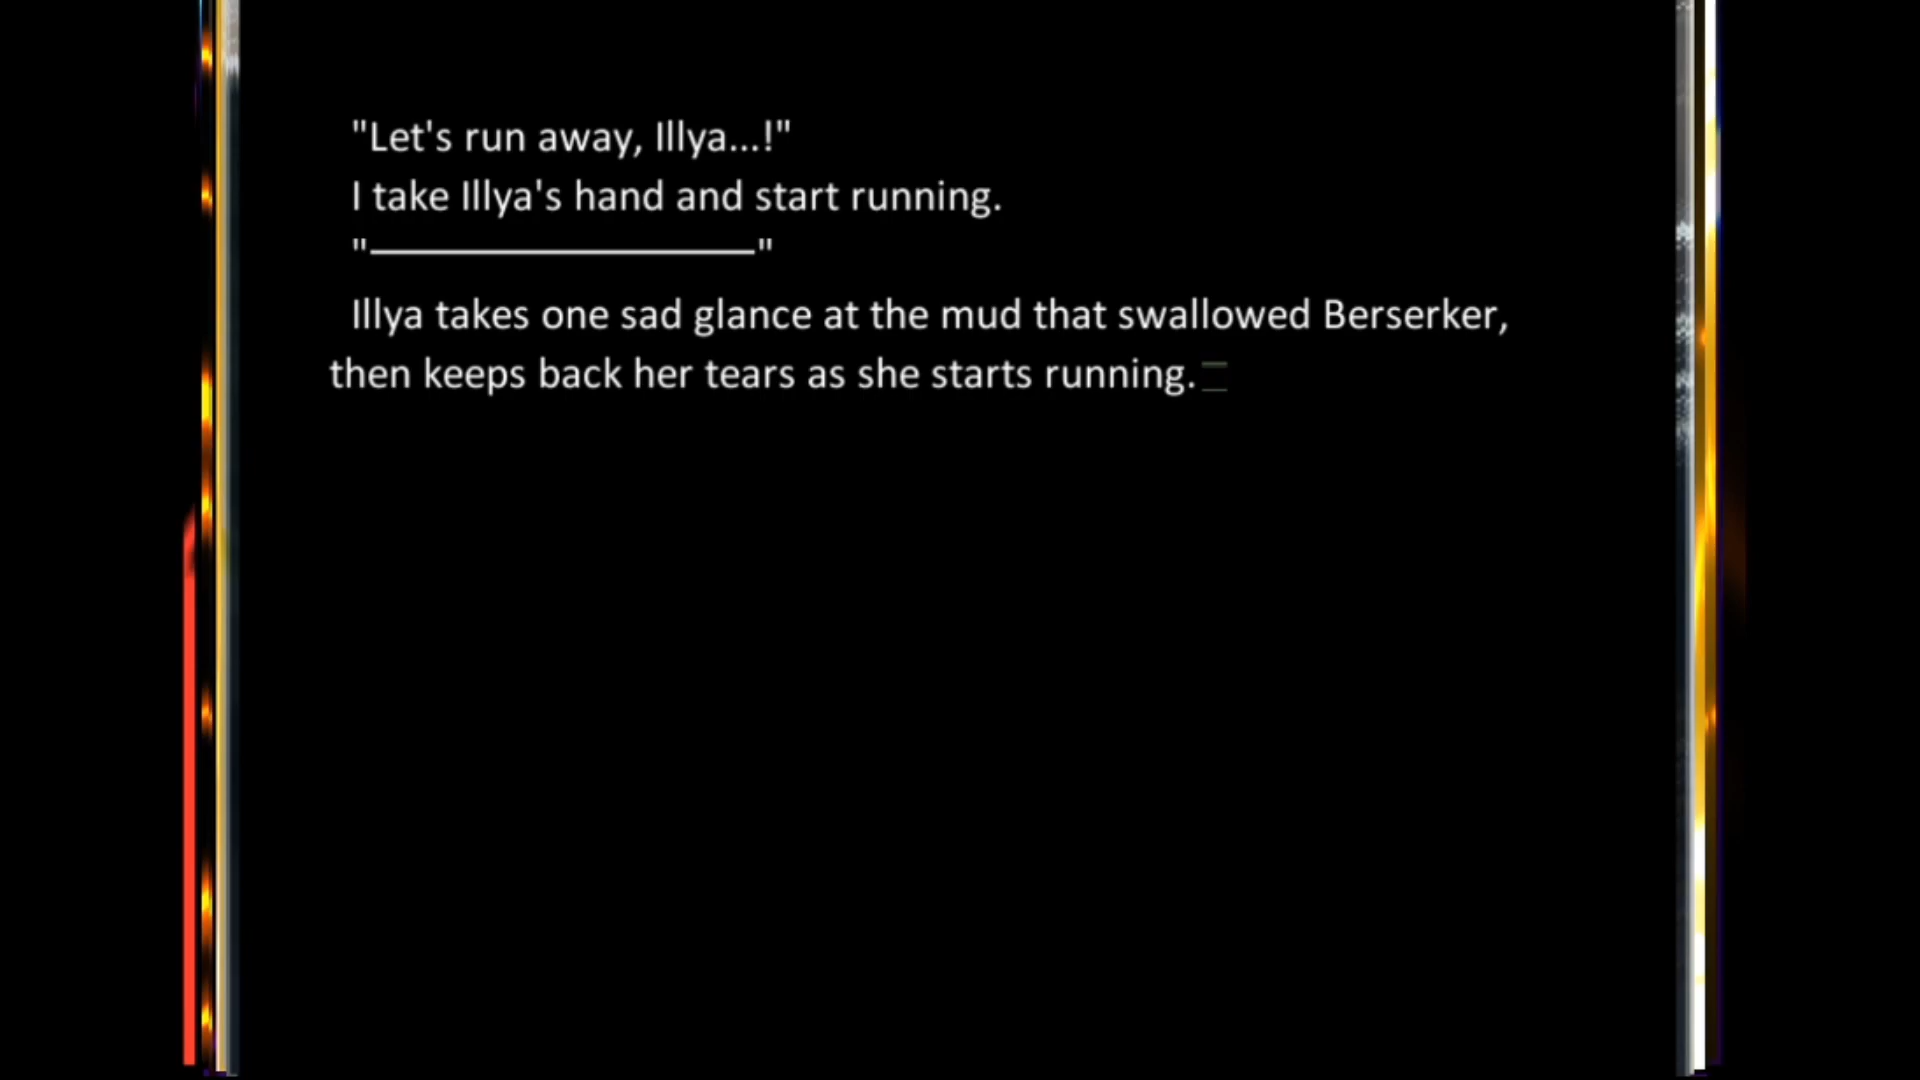 "Let's run away, Illya...!"
I take Illya's hand and start running.
"────────────────"
Illya takes one sad glance at the mud that swallowed Berserker,
then keeps back her tears as she starts running.